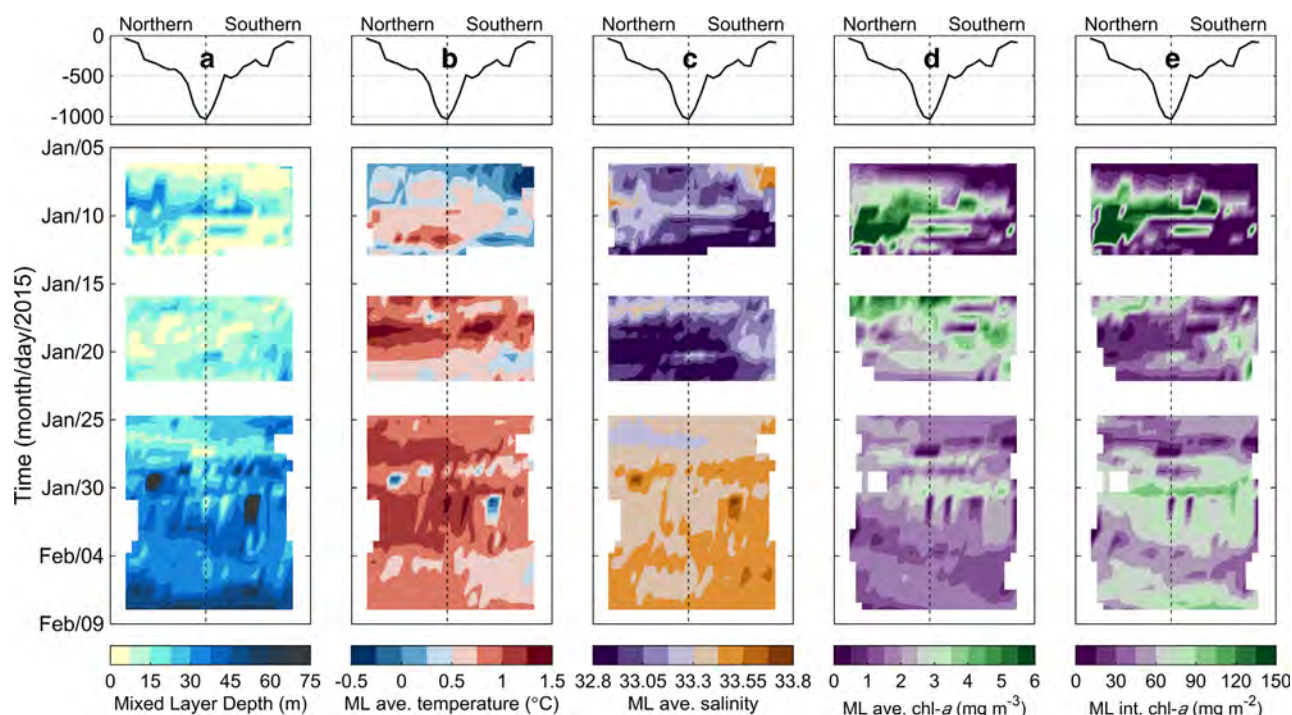 Northern Southern Northern Southern Northern Southern Northern Southern Northern Southern
0
-500
-1000
a b c d e
Time (month/day/2015)
Jan/05
Jan/10
Jan/15
Jan/20
Jan/25
Jan/30
Feb/04
Feb/09
0 15 30 45 60 75
Mixed Layer Depth (m)
-0.5 0 0.5 1 1.5
ML ave. temperature (°C)
32.8 33.05 33.3 33.55 33.8
ML ave. salinity
0 1 2 3 4 5 6
ML ave. chl-a (mg m-3)
0 30 60 90 120 150
ML int. chl-a (mg m-2)